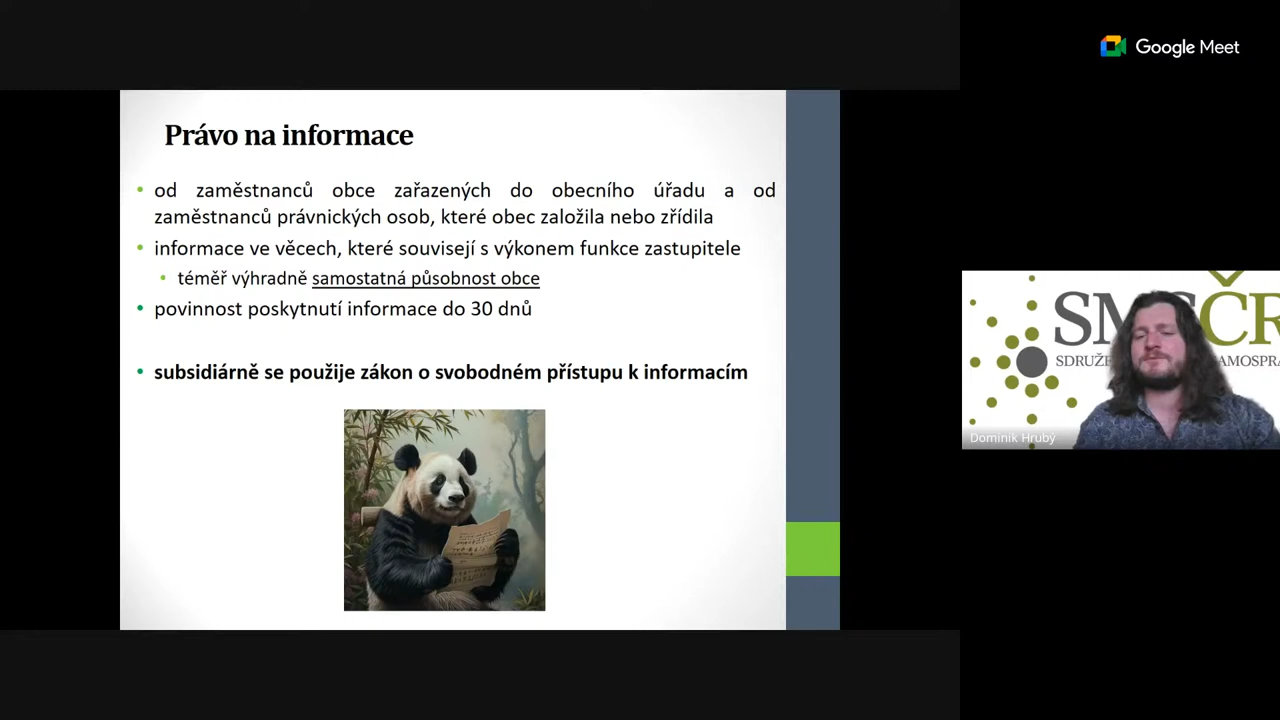 Google Meet
Právo na informace
• od zaměstnanců obce zařazených do obecního úřadu a od
zaměstnanců právnických osob, které obec založila nebo zřídila
• informace ve věcech, které souvisejí s výkonem funkce zastupitele
• téměř výhradně samostatná působnost obce
• povinnost poskytnutí informace do 30 dnů
• subsidiárně se použije zákon o svobodném přístupu k informacím
Dominik Hrubý